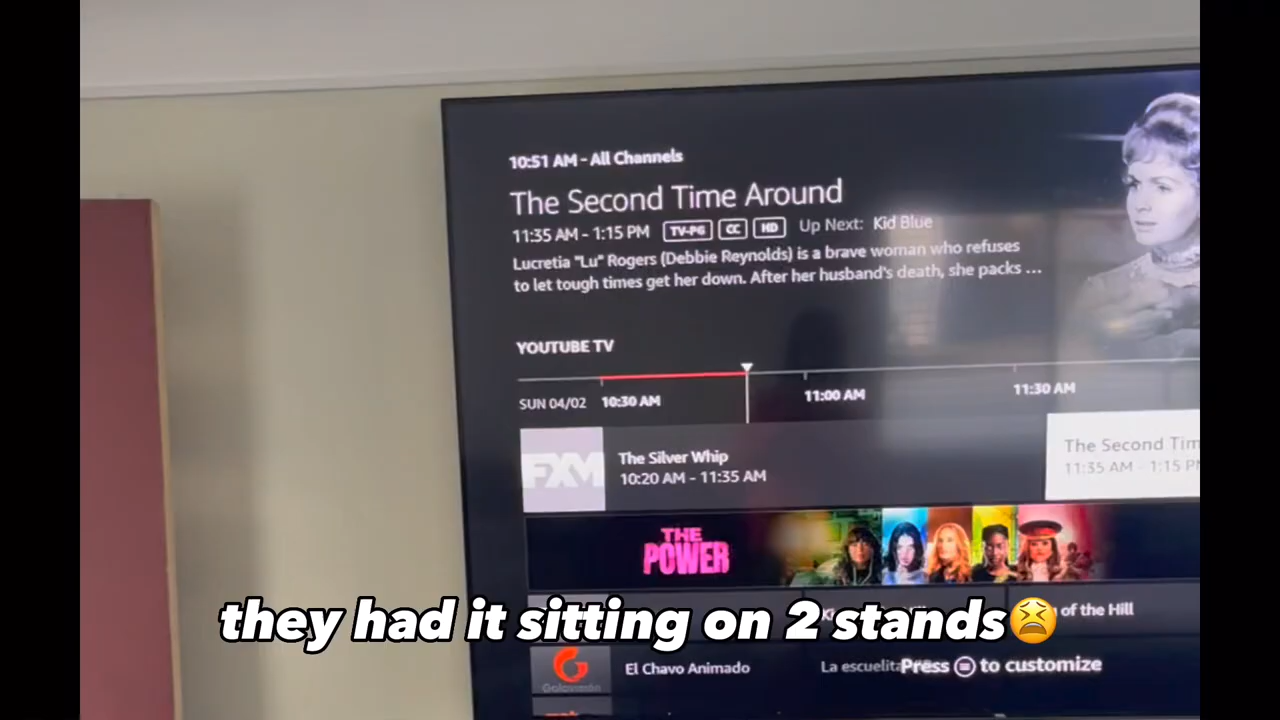 10:51 AM - All Channels
The Second Time Around
11:35 AM - 1:15 PM TV-PG CC HD Up Next: Kid Blue
Lucretia "Lu" Rogers (Debbie Reynolds) is a brave woman who refuses
to let tough times get her down. After her husband's death, she packs ...
YOUTUBE TV
SUN 04/02 10:30 AM 11:00 AM 11:30 AM
FXM The Silver Whip The Second Tim
10:20 AM - 11:35 AM 11:35 AM - 1:15 P
THE
POWER
of the Hill
they had it sitting on 2 stands😫
El Chavo Animado La escuelita Press to customize
Golavisión